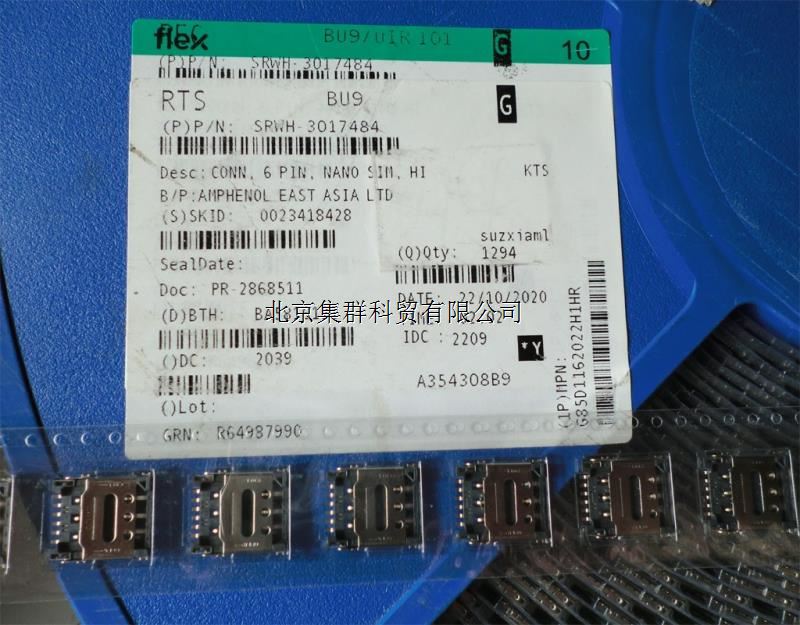 flex BU9/UIR 101 G 10
(P)P/N: SRWH-3017484
RTS BU9 G
(P)P/N: SRWH-3017484
Desc:CONN, 6 PIN, NANO SIM, HI KTS
B/P:AMPHENOL EAST ASIA LTD
(S)SKID: 0023418428
suzxiaml
(Q)Qty: 1294
SealDate:
Doc: PR-2868511
DATE: 22/10/2020
北京集群科贸有限公司
(D)BTH:
IDC : 2209
*Y
()DC: 2039
A354308B9
()Lot:
GRN: R64987990
(1P)MPN:
G85D1162022H1HR